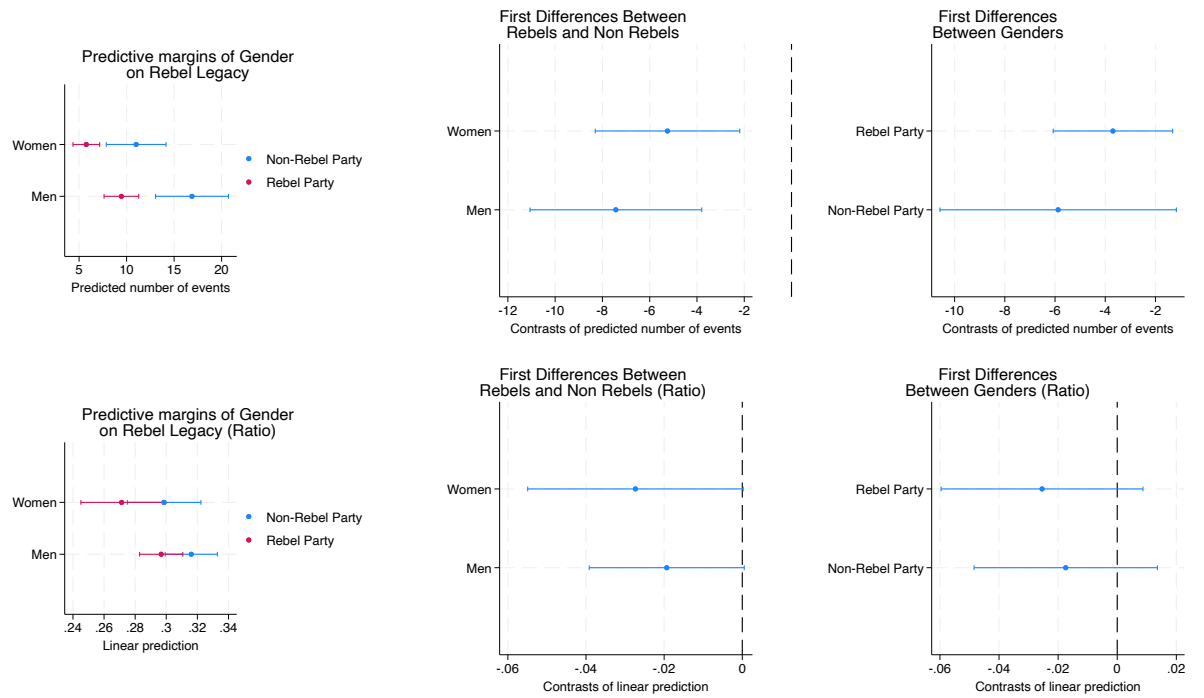 Predictive margins of Gender
on Rebel Legacy
Women
Men
5 10 15 20
Predicted number of events
Non-Rebel Party
Rebel Party
First Differences Between
Rebels and Non Rebels
Women
Men
-12 -10 -8 -6 -4 -2
Contrasts of predicted number of events
First Differences
Between Genders
Rebel Party
Non-Rebel Party
-10 -8 -6 -4 -2
Contrasts of predicted number of events
Predictive margins of Gender
on Rebel Legacy (Ratio)
Women
Men
.24 .26 .28 .3 .32 .34
Linear prediction
Non-Rebel Party
Rebel Party
First Differences Between
Rebels and Non Rebels (Ratio)
Women
Men
-.06 -.04 -.02 0
Contrasts of linear prediction
First Differences
Between Genders (Ratio)
Rebel Party
Non-Rebel Party
-.06 -.04 -.02 0 .02
Contrasts of linear prediction